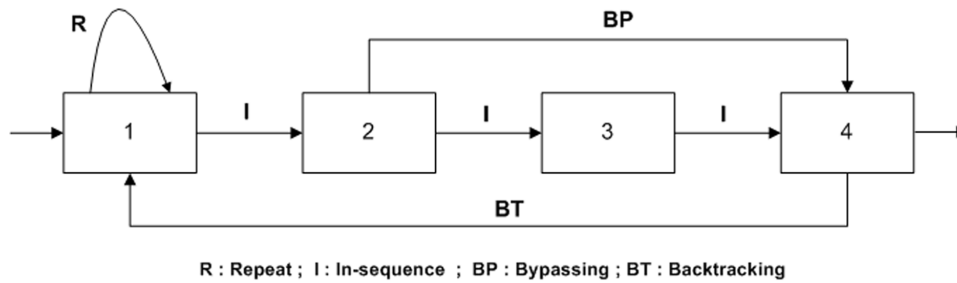 R
BP
I
I
I
1
2
3
4
BT
R : Repeat ; I : In-sequence ; BP : Bypassing ; BT : Backtracking